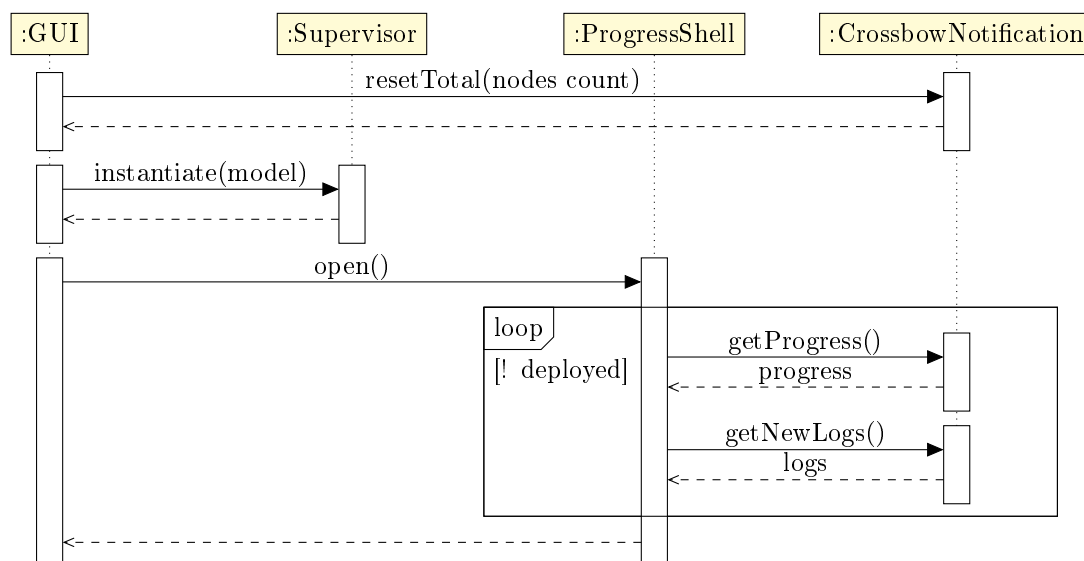 :GUI
:Supervisor
:ProgressShell
:CrossbowNotification
resetTotal(nodes count)
instantiate(model)
open()
loop
[! deployed]
getProgress()
progress
getNewLogs()
logs